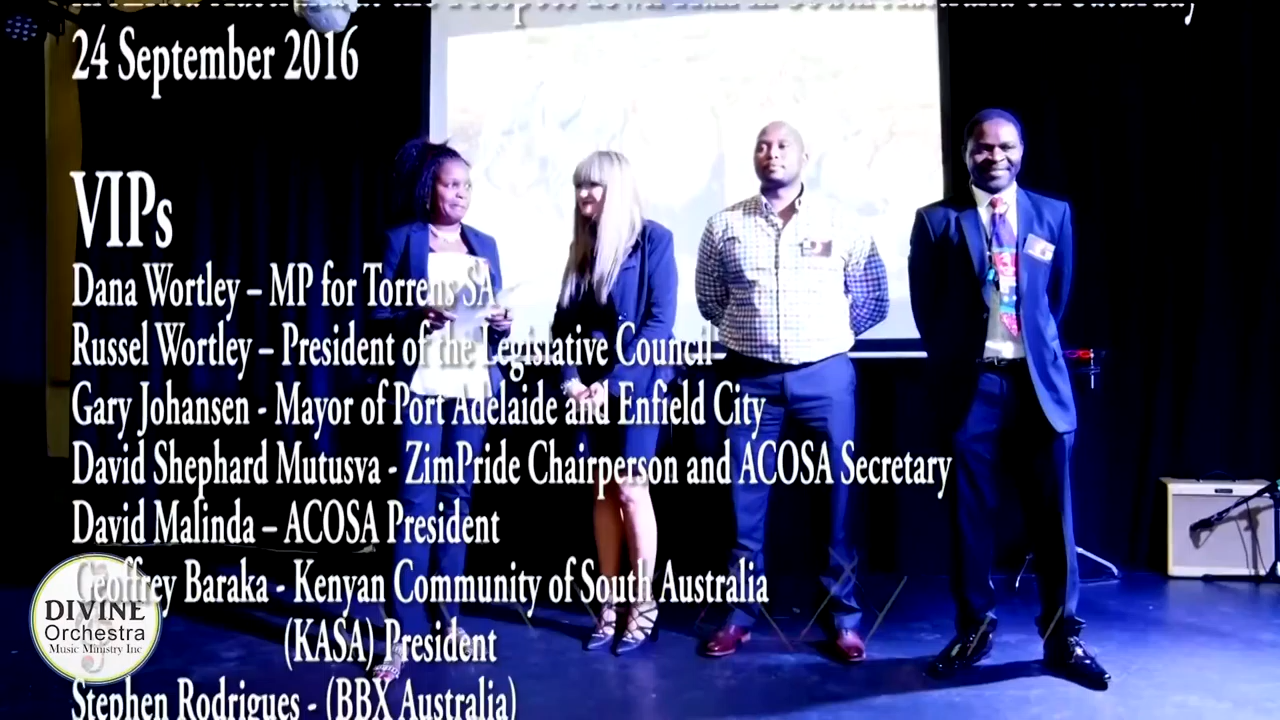 24 September 2016
VIPs
Dana Wortley – MP for Torrens SA
Russel Wortley – President of the Legislative Council
Gary Johansen - Mayor of Port Adelaide and Enfield City
David Shephard Mutusva - ZimPride Chairperson and ACOSA Secretary
David Malinda – ACOSA President
Geoffrey Baraka - Kenyan Community of South Australia
(KASA) President
Stephen Rodrigues - (BBX Australia)
DIVINE
Orchestra
Music Ministry Inc